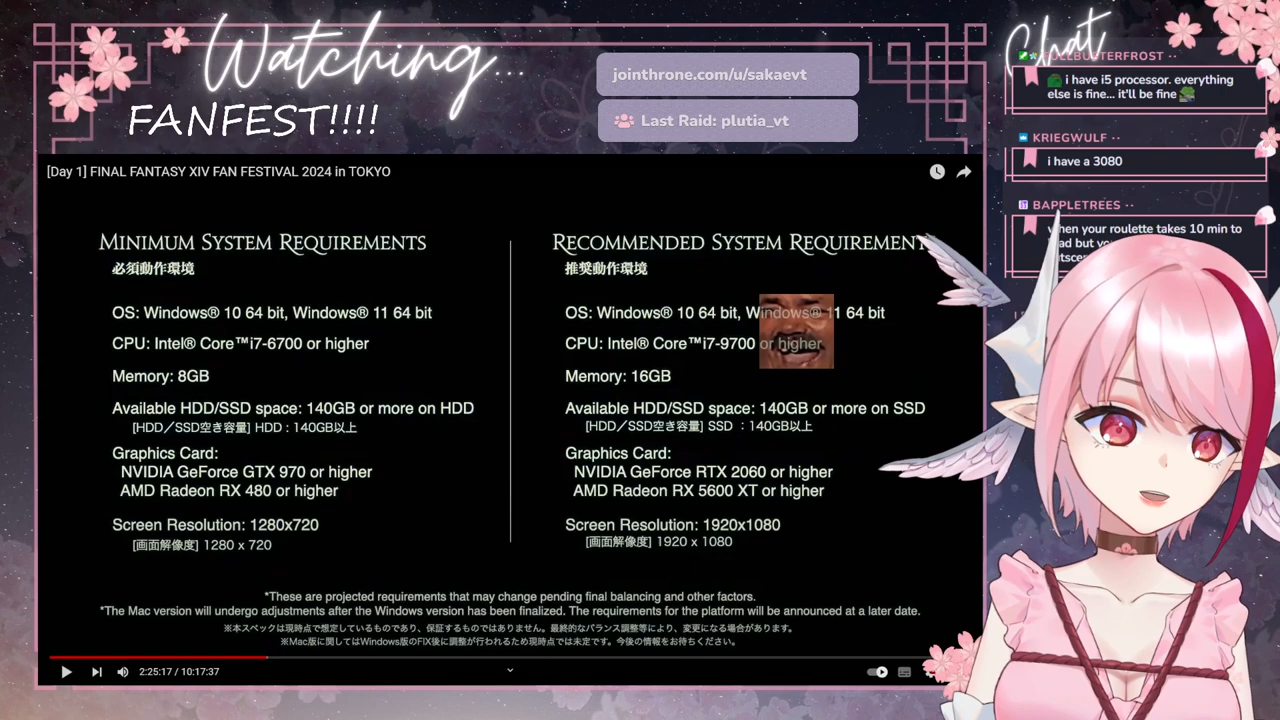 Watching...
FANFEST!!!!
jointhrone.com/u/sakaevt
Last Raid: plutia_vt
Chat
i have i5 processor. everything
else is fine... it'll be fine
KRIEGWULF
i have a 3080
BAPPLETREES
when your roulette takes 10 min to
but
[Day 1] FINAL FANTASY XIV FAN FESTIVAL 2024 in TOKYO
MINIMUM SYSTEM REQUIREMENTS
必須動作環境
OS: Windows® 10 64 bit, Windows® 11 64 bit
CPU: Intel® Core™i7-6700 or higher
Memory: 8GB
Available HDD/SSD space: 140GB or more on HDD
[HDD/SSD空き容量] HDD : 140GB以上
Graphics Card:
NVIDIA GeForce GTX 970 or higher
AMD Radeon RX 480 or higher
Screen Resolution: 1280x720
[画面解像度] 1280 x 720
RECOMMENDED SYSTEM REQUIREMENT
推奨動作環境
OS: Windows® 10 64 bit, Windows® 11 64 bit
CPU: Intel® Core™i7-9700 or higher
Memory: 16GB
Available HDD/SSD space: 140GB or more on SSD
[HDD/SSD空き容量] SSD : 140GB以上
Graphics Card:
NVIDIA GeForce RTX 2060 or higher
AMD Radeon RX 5600 XT or higher
Screen Resolution: 1920x1080
[画面解像度] 1920 x 1080
*These are projected requirements that may change pending final balancing and other factors.
*The Mac version will undergo adjustments after the Windows version has been finalized. The requirements for the platform will be announced at a later date.
※本スペックは現時点で想定しているものであり、保証するものではありません。最終的なバランス調整等により、変更になる場合があります。
※Mac版に関してはWindows版のFIX後に調整が行われるため現時点では未定です。今後の情報をお待ちください。
2:25:17 / 10:17:37